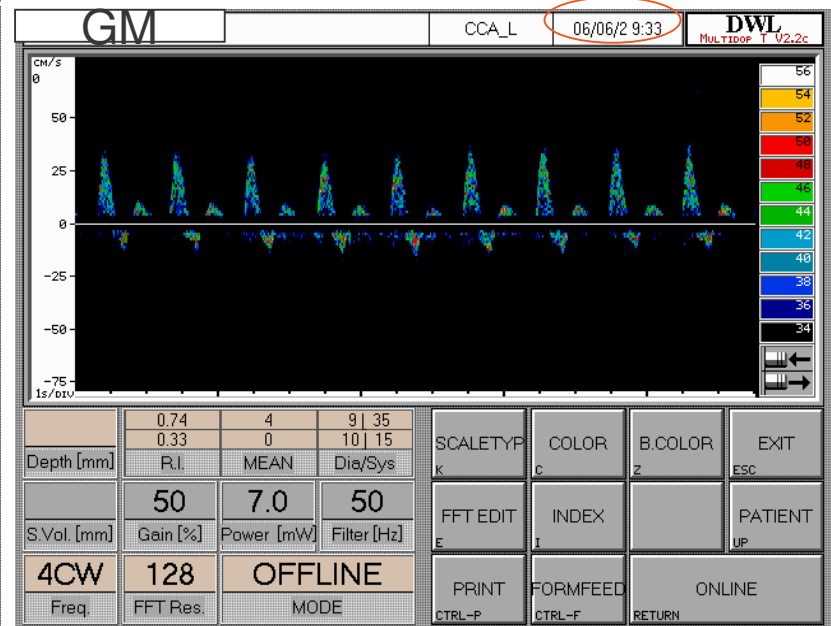 GM CCA_L 06/06/2 9:33 DWL
MULTIDOP T V2.2c
CM/S
0
50
25
0
-25
-50
-75
1s/DIV
56
54
52
50
48
46
44
42
40
38
36
34
0.74 4 9| 35
0.33 0 10| 15
Depth [mm] R.I. MEAN Dia/Sys
50 7.0 50
S.Vol. [mm] Gain [%] Power [mW] Filter [Hz]
4CW 128 OFFLINE
Freq. FFT Res. MODE
SCALETYP COLOR B.COLOR EXIT
K C Z ESC
FFT EDIT INDEX PATIENT
E I UP
PRINT FORMFEED ONLINE
CTRL-P CTRL-F RETURN